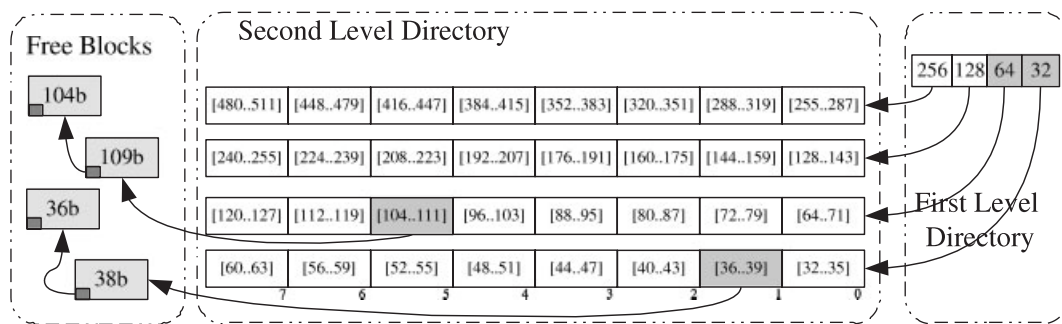 Free Blocks
104b
109b
36b
38b
Second Level Directory
[480..511] [448..479] [416..447] [384..415] [352..383] [320..351] [288..319] [255..287]
[240..255] [224..239] [208..223] [192..207] [176..191] [160..175] [144..159] [128..143]
[120..127] [112..119] [104..111] [96..103] [88..95] [80..87] [72..79] [64..71]
[60..63] [56..59] [52..55] [48..51] [44..47] [40..43] [36..39] [32..35]
7 6 5 4 3 2 1 0
256 128 64 32
First Level
Directory